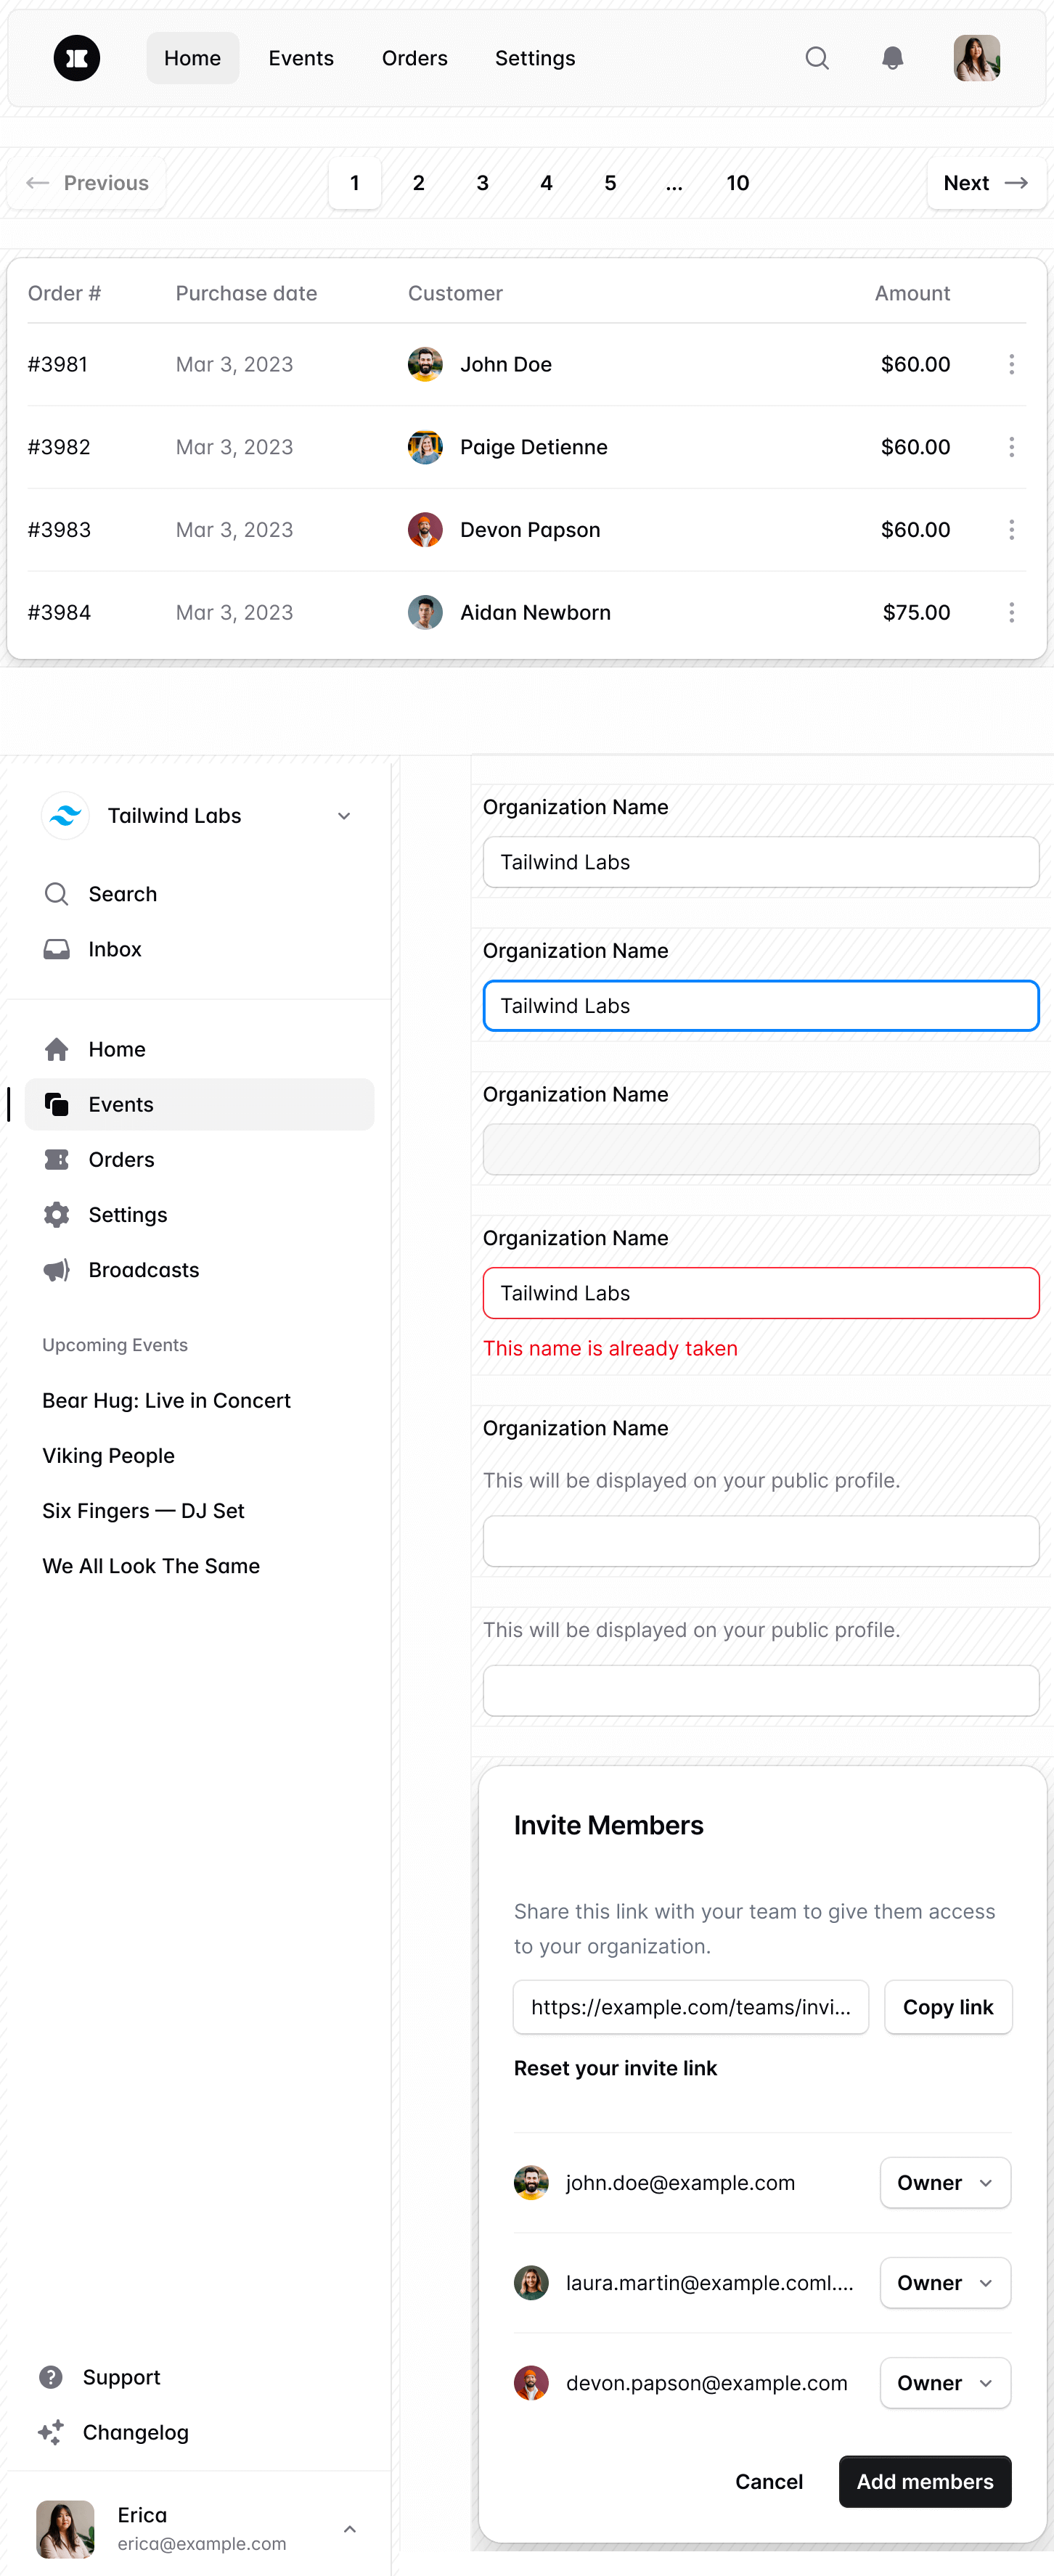 Home Events Orders Settings
Previous 1 2 3 4 5 ... 10 Next
Order # Purchase date Customer Amount
#3981 Mar 3, 2023 John Doe $60.00
#3982 Mar 3, 2023 Paige Detienne $60.00
#3983 Mar 3, 2023 Devon Papson $60.00
#3984 Mar 3, 2023 Aidan Newborn $75.00
Tailwind Labs
Search
Inbox
Home
Events
Orders
Settings
Broadcasts
Upcoming Events
Bear Hug: Live in Concert
Viking People
Six Fingers — DJ Set
We All Look The Same
Support
Changelog
Erica
erica@example.com
Organization Name
Tailwind Labs
Organization Name
Tailwind Labs
Organization Name
Organization Name
Tailwind Labs
This name is already taken
Organization Name
This will be displayed on your public profile.
This will be displayed on your public profile.
Invite Members
Share this link with your team to give them access
to your organization.
https://example.com/teams/invi... Copy link
Reset your invite link
john.doe@example.com Owner
laura.martin@example.coml.... Owner
devon.papson@example.com Owner
Cancel Add members